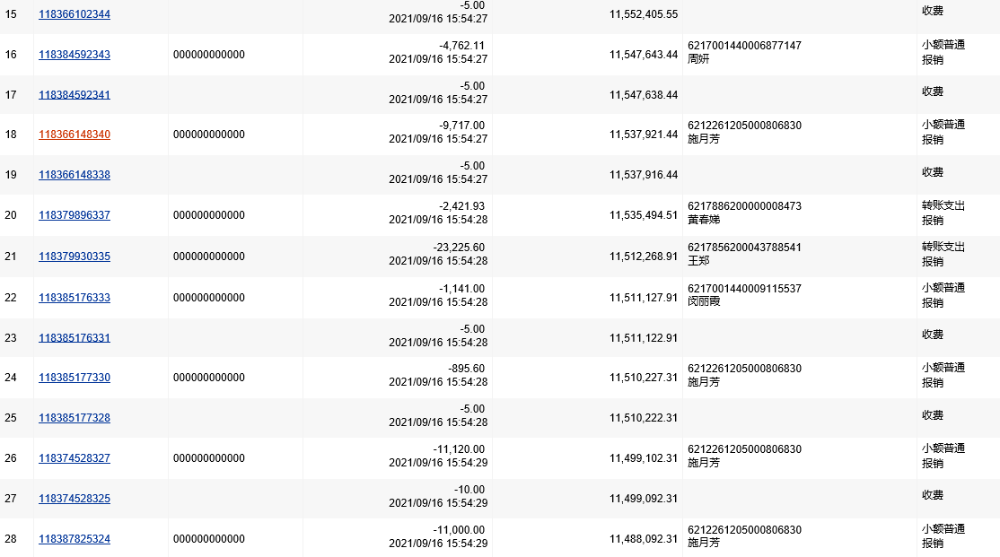 15 118366102344 -5.00 11,552,405.55 收费
2021/09/16 15:54:27
16 118384592343 000000000000 -4,762.11 11,547,643.44 6217001440006877147 小额普通
2021/09/16 15:54:27 周妍 报销
17 118384592341 -5.00 11,547,638.44 收费
2021/09/16 15:54:27
18 118366148340 000000000000 -9,717.00 11,537,921.44 6212261205000806830 小额普通
2021/09/16 15:54:27 施月芳 报销
19 118366148338 -5.00 11,537,916.44 收费
2021/09/16 15:54:27
20 118379896337 000000000000 -2,421.93 11,535,494.51 6217886200000008473 转账支出
2021/09/16 15:54:28 黄春娣 报销
21 118379930335 000000000000 -23,225.60 11,512,268.91 6217856200043788541 转账支出
2021/09/16 15:54:28 王郑 报销
22 118385176333 000000000000 -1,141.00 11,511,127.91 6217001440009115537 小额普通
2021/09/16 15:54:28 闵丽霞 报销
23 118385176331 -5.00 11,511,122.91 收费
2021/09/16 15:54:28
24 118385177330 000000000000 -895.60 11,510,227.31 6212261205000806830 小额普通
2021/09/16 15:54:28 施月芳 报销
25 118385177328 -5.00 11,510,222.31 收费
2021/09/16 15:54:28
26 118374528327 000000000000 -11,120.00 11,499,102.31 6212261205000806830 小额普通
2021/09/16 15:54:29 施月芳 报销
27 118374528325 -10.00 11,499,092.31 收费
2021/09/16 15:54:29
28 118387825324 000000000000 -11,000.00 11,488,092.31 6212261205000806830 小额普通
2021/09/16 15:54:29 施月芳 报销